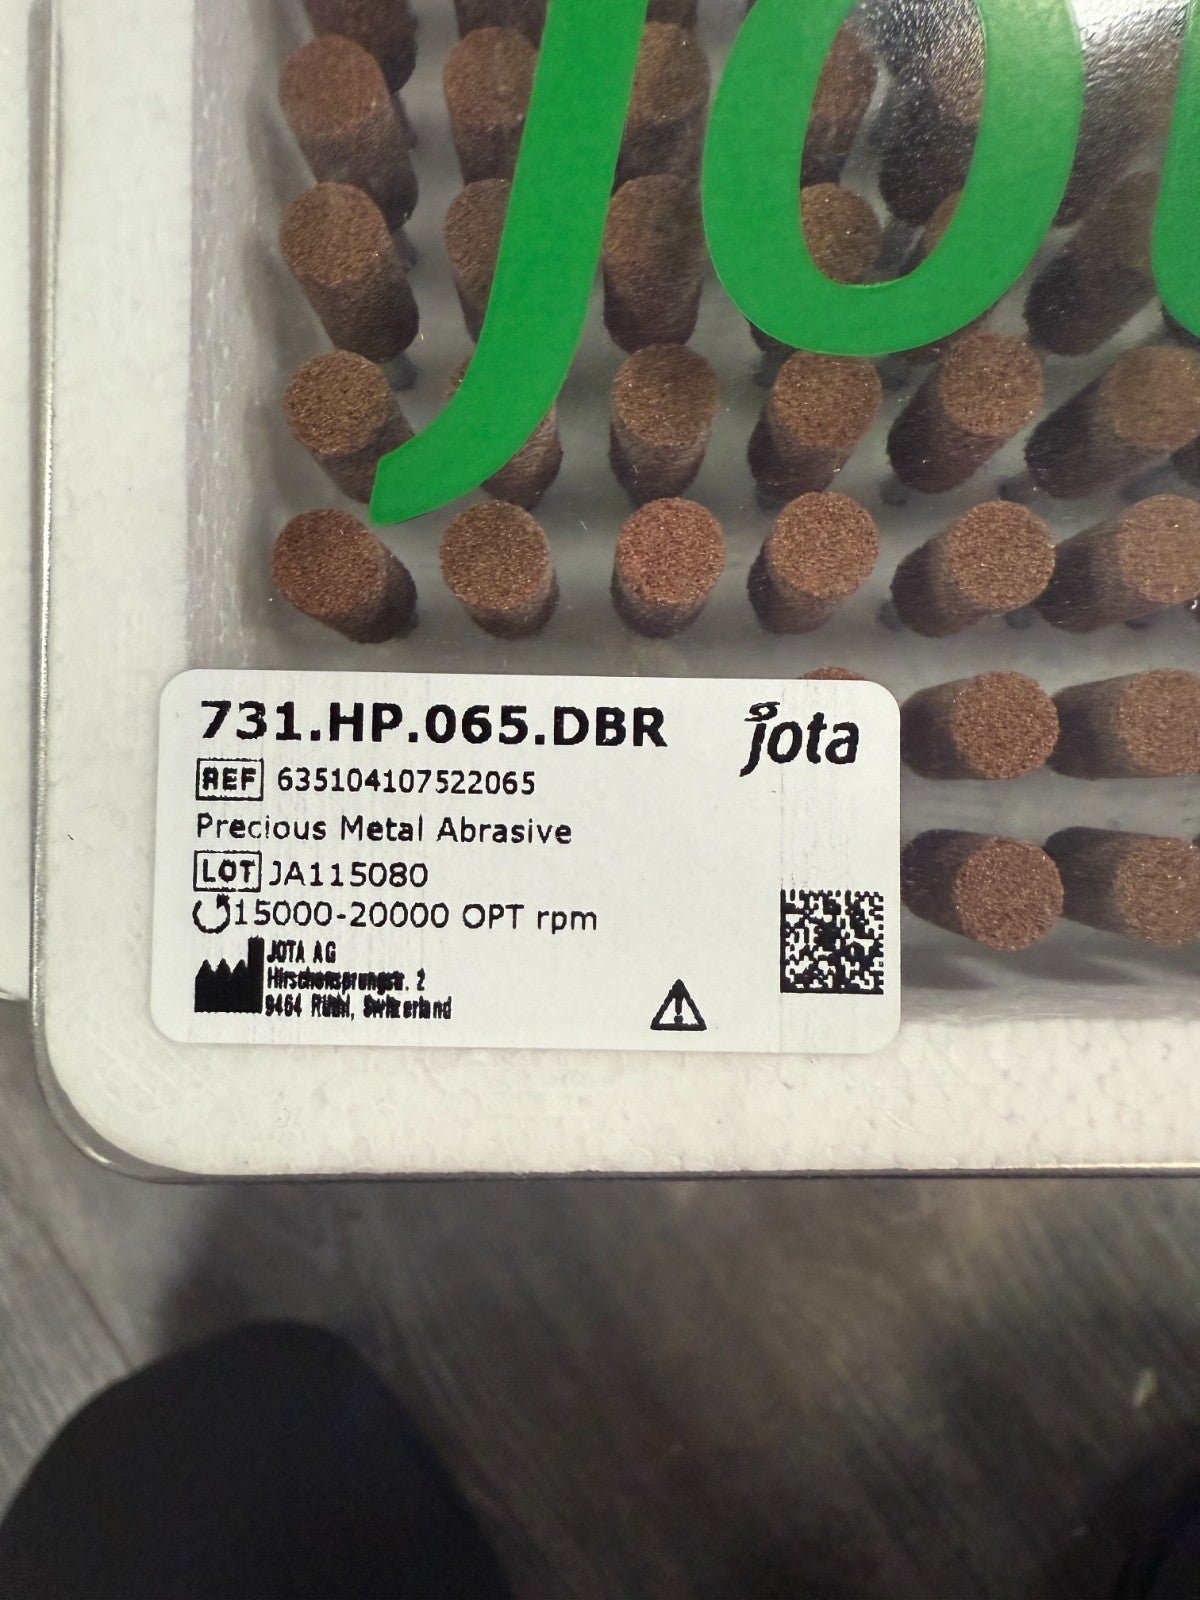 jot
731.HP.065.DBR
jota
REF 635104107522065
Precious Metal Abrasive
LOT JA115080
15000-20000 OPT rpm
JOTA AG
Hirschensprungstr. 2
9464 Rüthi, Switzerland